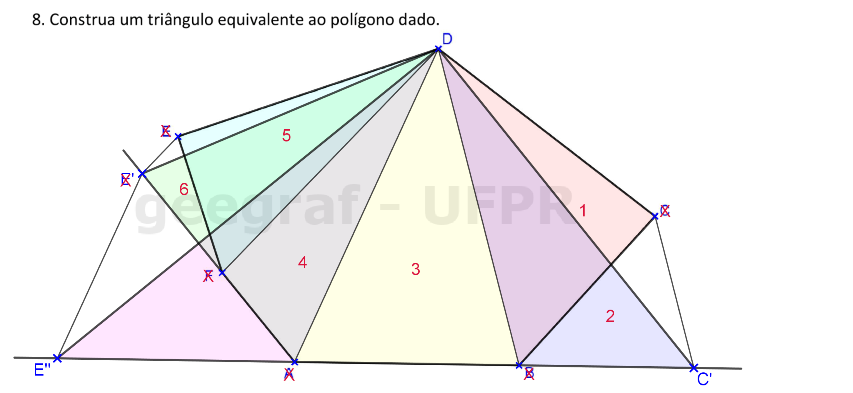 8. Construa um triângulo equivalente ao polígono dado.
D
E
5
E'
6
geegraf - UFPR
1
C
F
4
3
2
E"
A
B
C'